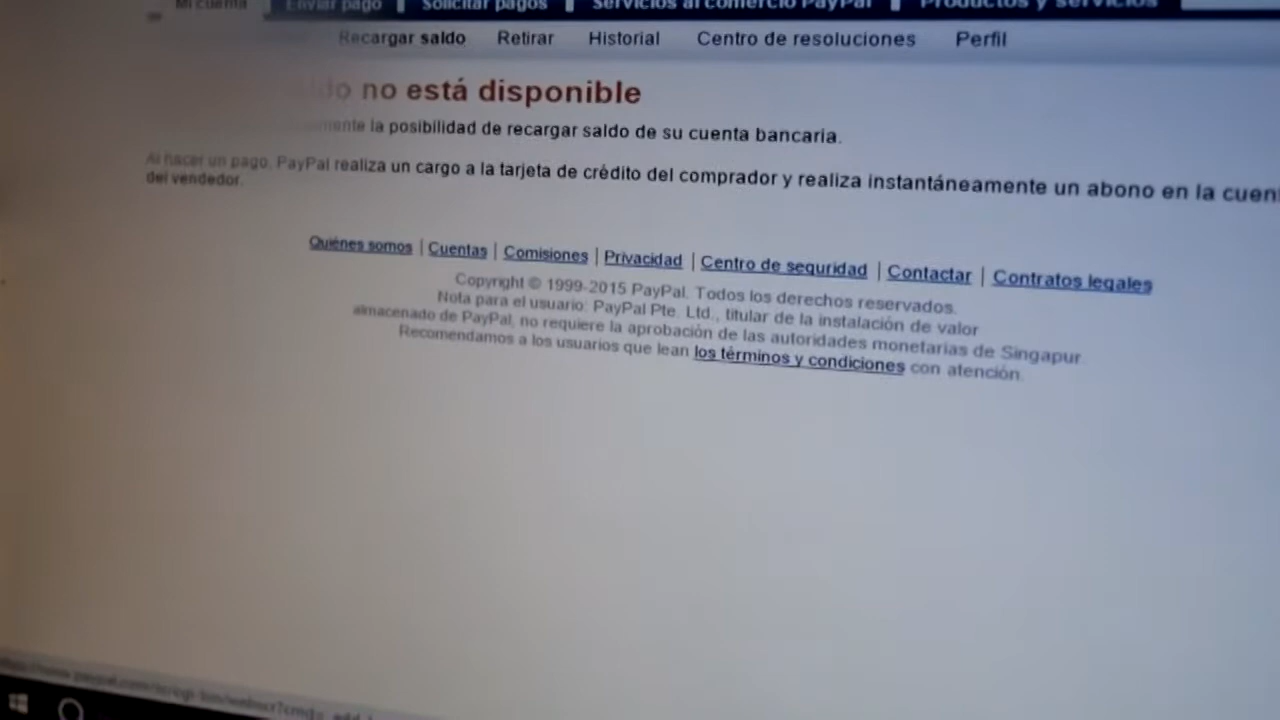 Mi cuenta Enviar pago Solicitar pagos Servicios al comercio PayPal Productos y servicios
Recargar saldo Retirar Historial Centro de resoluciones Perfil
no está disponible
la posibilidad de recargar saldo de su cuenta bancaria.
Al hacer un pago, PayPal realiza un cargo a la tarjeta de crédito del comprador y realiza instantáneamente un abono en la cuen
del vendedor.
Quiénes somos | Cuentas | Comisiones | Privacidad | Centro de seguridad | Contactar | Contratos legales
Copyright © 1999-2015 PayPal. Todos los derechos reservados.
Nota para el usuario: PayPal Pte. Ltd., titular de la instalación de valor
almacenado de PayPal, no requiere la aprobación de las autoridades monetarias de Singapur.
Recomendamos a los usuarios que lean los términos y condiciones con atención.